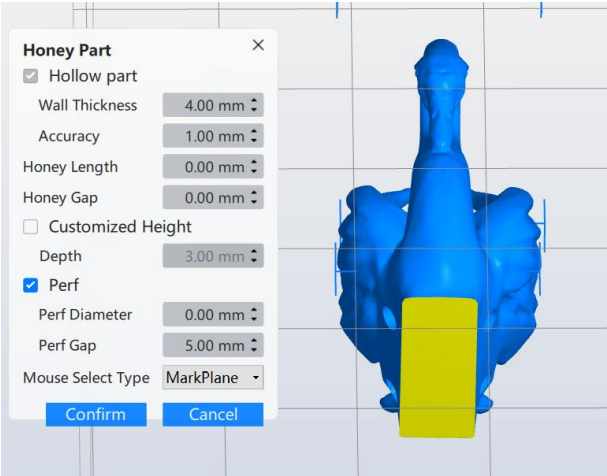 Honey Part
Hollow part
Wall Thickness 4.00 mm
Accuracy 1.00 mm
Honey Length 0.00 mm
Honey Gap 0.00 mm
Customized Height
Depth 3.00 mm
Perf
Perf Diameter 0.00 mm
Perf Gap 5.00 mm
Mouse Select Type MarkPlane
Confirm Cancel